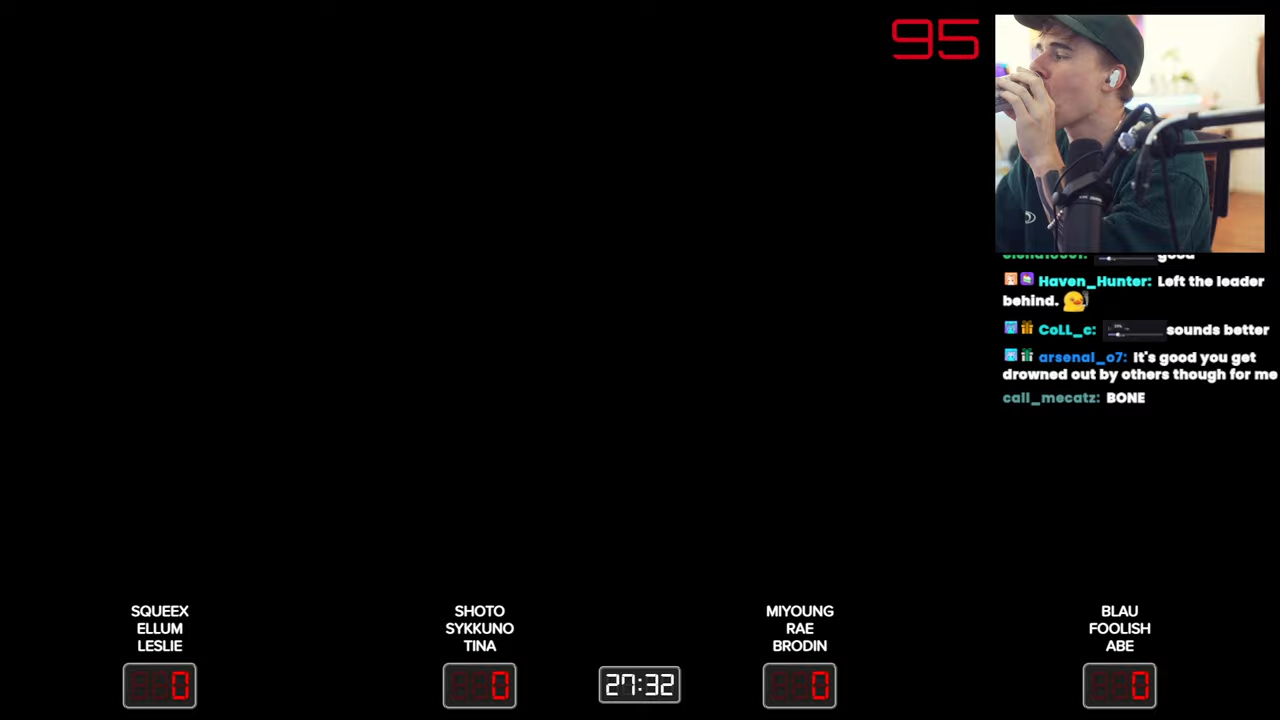 95
good
Haven_Hunter: Left the leader
behind.
CoLL_c: sounds better
arsenal_o7: It's good you get
drowned out by others though for me
call_mecatz: BONE
SQUEEX
ELLUM
LESLIE
0
SHOTO
SYKKUNO
TINA
0
27:32
MIYOUNG
RAE
BRODIN
0
BLAU
FOOLISH
ABE
0